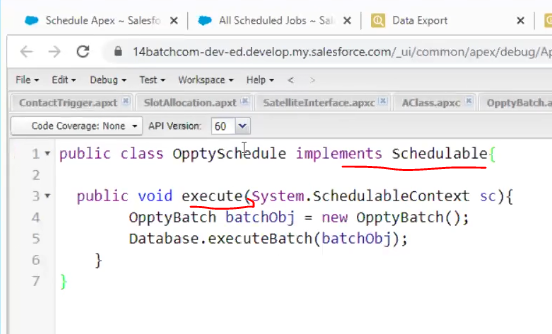 Schedule Apex ~ Salesfo
All Scheduled Jobs ~ Salesf
Data Export
14batchcom-dev-ed.develop.my.salesforce.com/_ui/common/apex/debug/Ap
File Edit Debug Test Workspace Help < >
ContactTrigger.apxt SlotAllocation.apxt SatelliteInterface.apxc AClass.apxc OpptyBatch.a
Code Coverage: None API Version: 60
1 public class OpptySchedule implements Schedulable{
2
3 public void execute(System.SchedulableContext sc){
4 OpptyBatch batchObj = new OpptyBatch();
5 Database.executeBatch(batchObj);
6 }
7 }